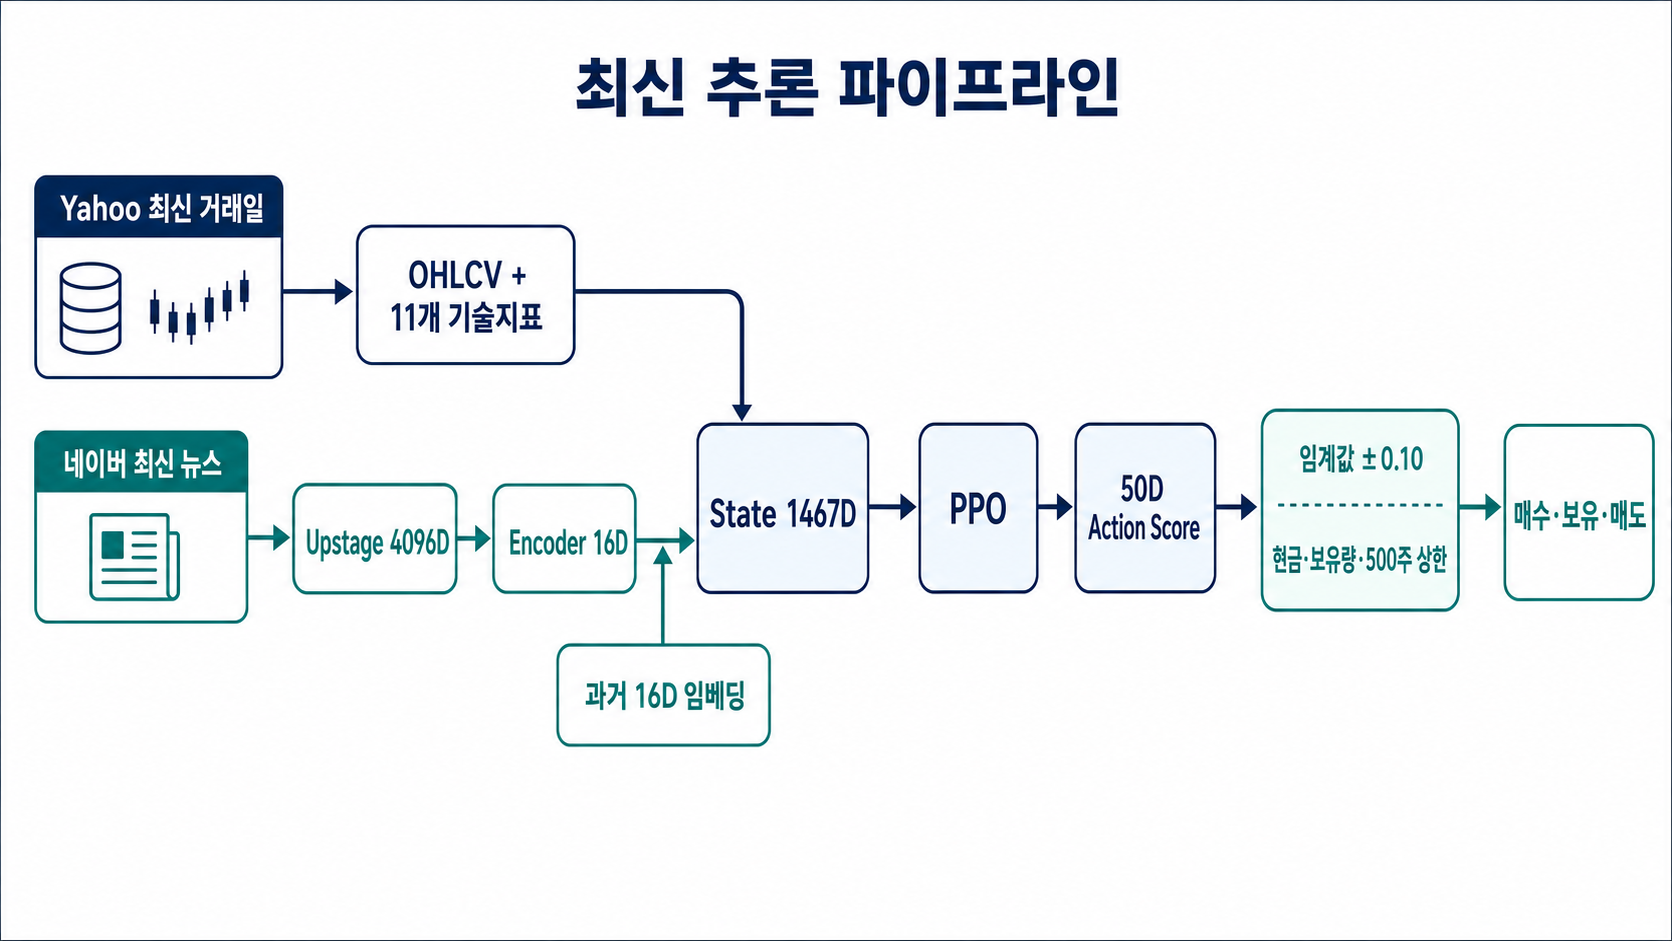 최신 추론 파이프라인
Yahoo 최신 거래일
OHLCV +
11개 기술지표
네이버 최신 뉴스
Upstage 4096D
Encoder 16D
과거 16D 임베딩
State 1467D
PPO
50D
Action Score
임계값 ± 0.10
현금·보유량·500주 상한
매수·보유·매도